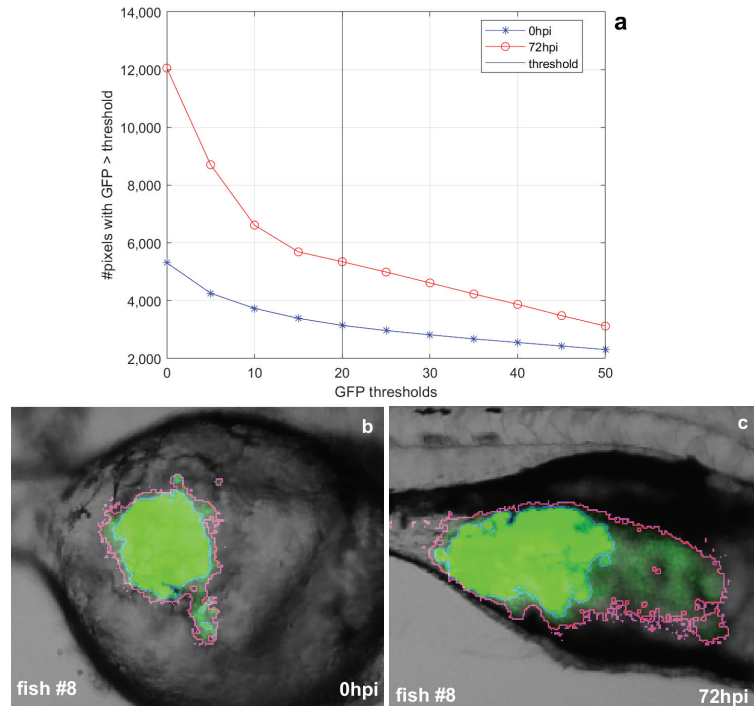 a
14,000
12,000
10,000
8,000
6,000
4,000
2,000
0
10
20
30
40
50
#pixels with GFP > threshold
GFP thresholds
0hpi
72hpi
threshold
b
fish #8
0hpi
c
fish #8
72hpi